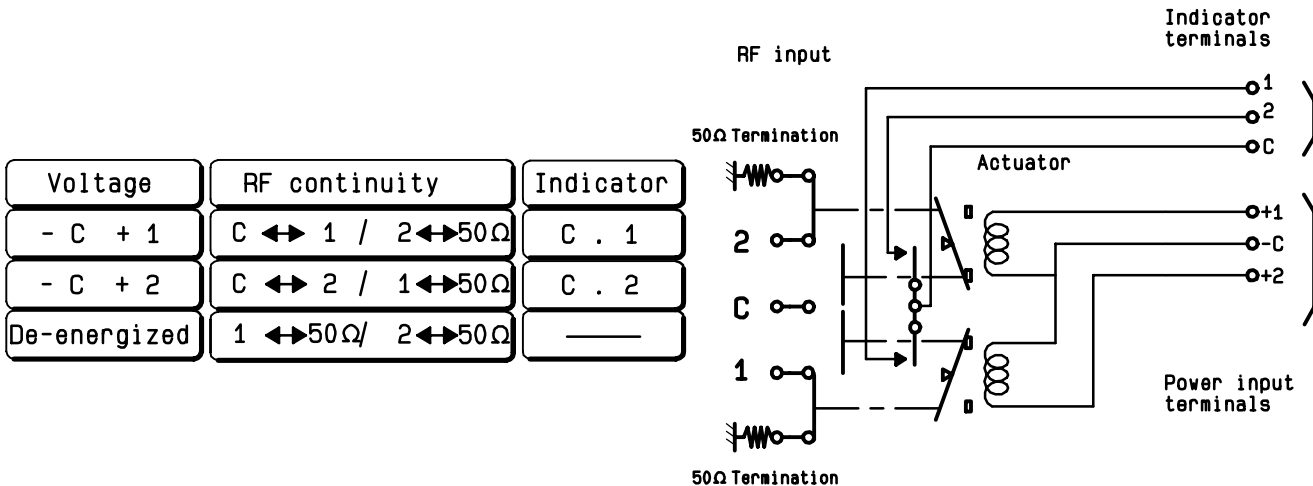 Voltage RF continuity Indicator
- C + 1 C ↔ 1 / 2↔50Ω C . 1
- C + 2 C ↔ 2 / 1↔50Ω C . 2
De-energized 1 ↔50Ω/ 2↔50Ω ———
RF input
50Ω Termination
2
C
1
50Ω Termination
Actuator
Indicator
terminals
1
2
C
+1
-C
+2
Power input
terminals